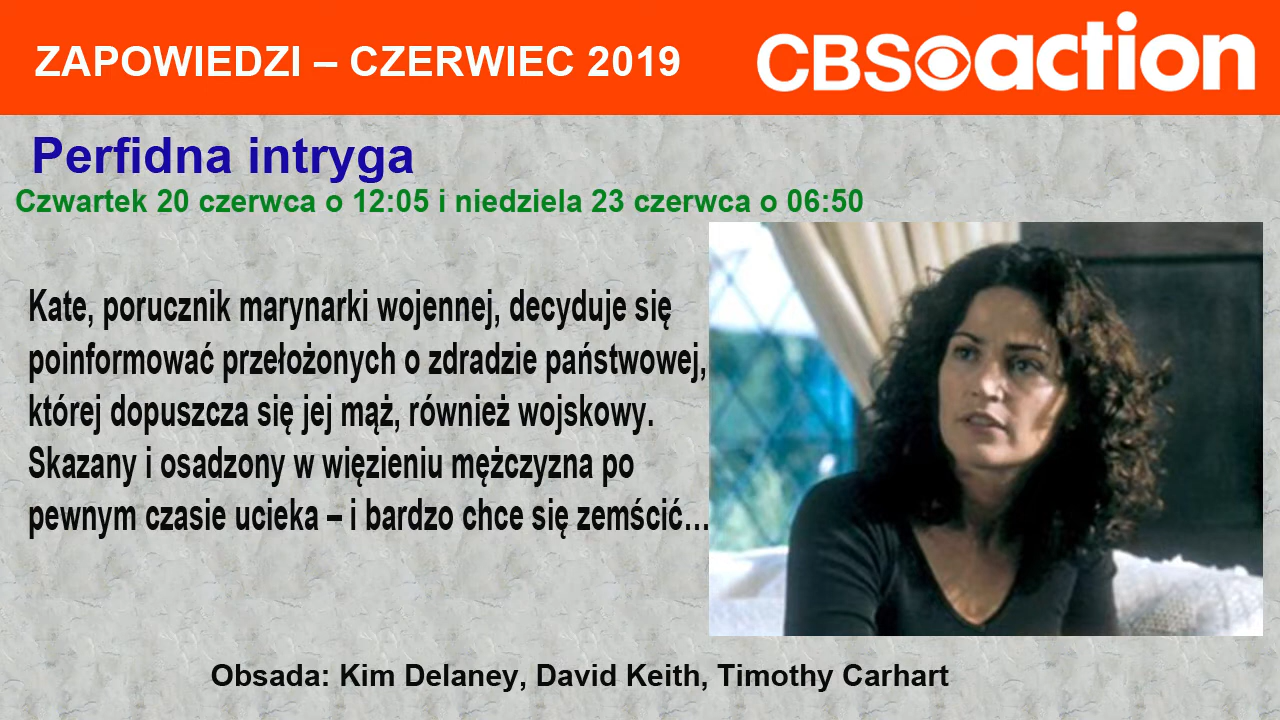 ZAPOWIEDZI – CZERWIEC 2019
CBS action
Perfidna intryga
Czwartek 20 czerwca o 12:05 i niedziela 23 czerwca o 06:50
Kate, porucznik marynarki wojennej, decyduje się
poinformować przełożonych o zdradzie państwowej,
której dopuszcza się jej mąż, również wojskowy.
Skazany i osadzony w więzieniu mężczyzna po
pewnym czasie ucieka – i bardzo chce się zemścić...
Obsada: Kim Delaney, David Keith, Timothy Carhart